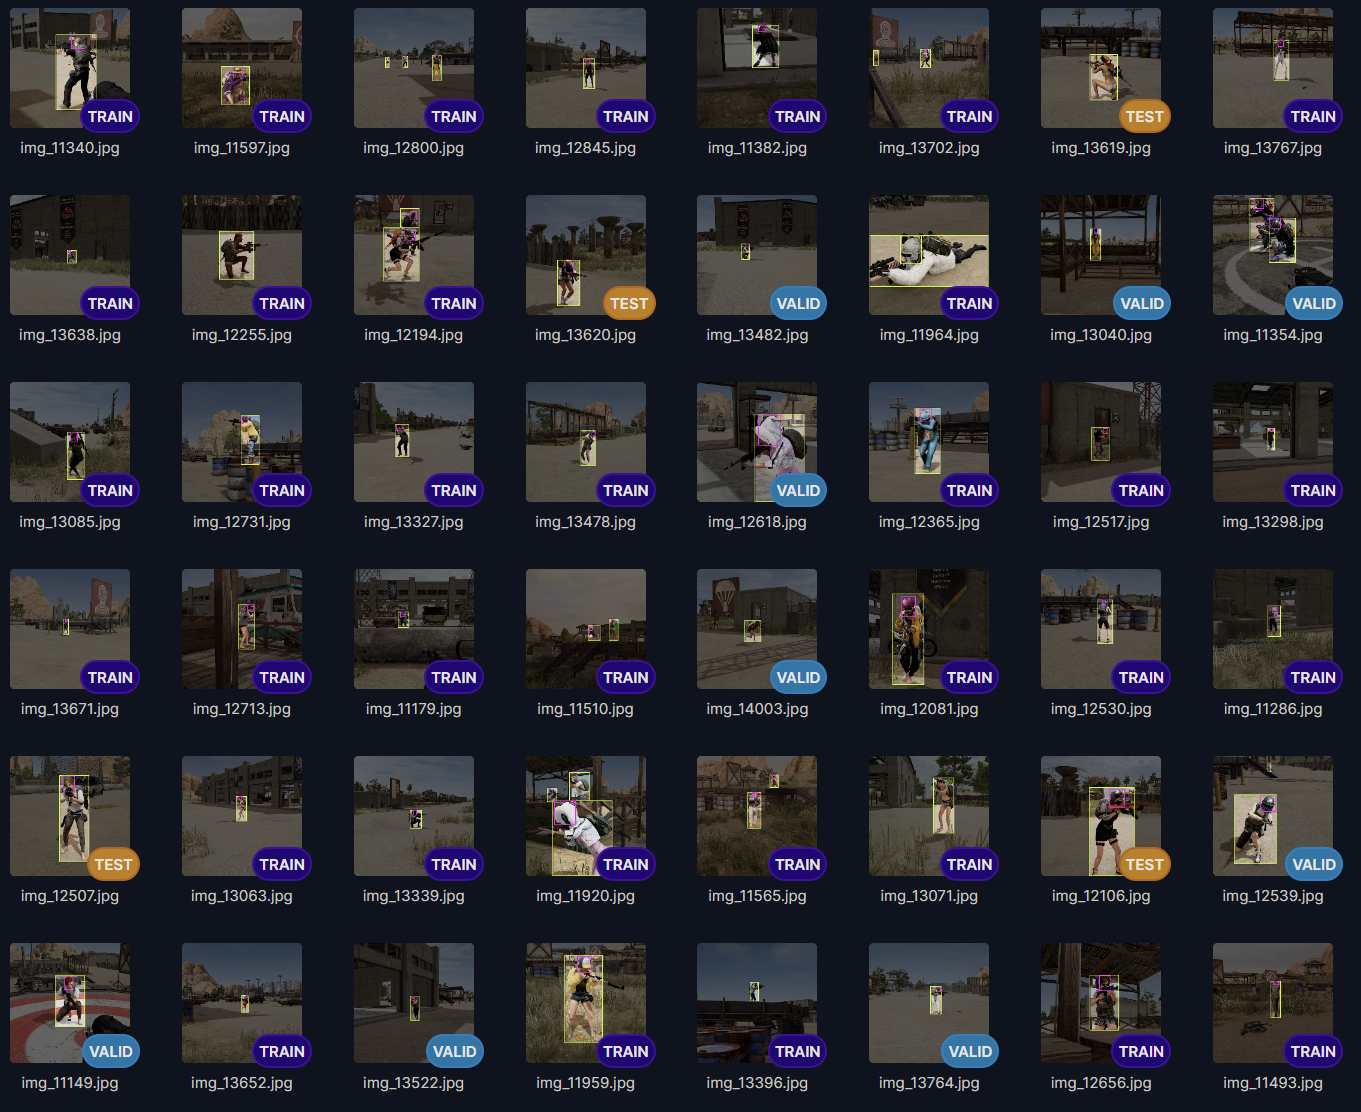 TRAIN TRAIN TRAIN TRAIN TRAIN TRAIN TEST TRAIN
img_11340.jpg img_11597.jpg img_12800.jpg img_12845.jpg img_11382.jpg img_13702.jpg img_13619.jpg img_13767.jpg
TRAIN TRAIN TRAIN TEST VALID TRAIN VALID VALID
img_13638.jpg img_12255.jpg img_12194.jpg img_13620.jpg img_13482.jpg img_11964.jpg img_13040.jpg img_11354.jpg
TRAIN TRAIN TRAIN TRAIN VALID TRAIN TRAIN TRAIN
img_13085.jpg img_12731.jpg img_13327.jpg img_13478.jpg img_12618.jpg img_12365.jpg img_12517.jpg img_13298.jpg
TRAIN TRAIN TRAIN TRAIN VALID TRAIN TRAIN TRAIN
img_13671.jpg img_12713.jpg img_11179.jpg img_11510.jpg img_14003.jpg img_12081.jpg img_12530.jpg img_11286.jpg
TEST TRAIN TRAIN TRAIN TRAIN TRAIN TEST VALID
img_12507.jpg img_13063.jpg img_13339.jpg img_11920.jpg img_11565.jpg img_13071.jpg img_12106.jpg img_12539.jpg
VALID TRAIN VALID TRAIN TRAIN VALID TRAIN TRAIN
img_11149.jpg img_13652.jpg img_13522.jpg img_11959.jpg img_13396.jpg img_13764.jpg img_12656.jpg img_11493.jpg